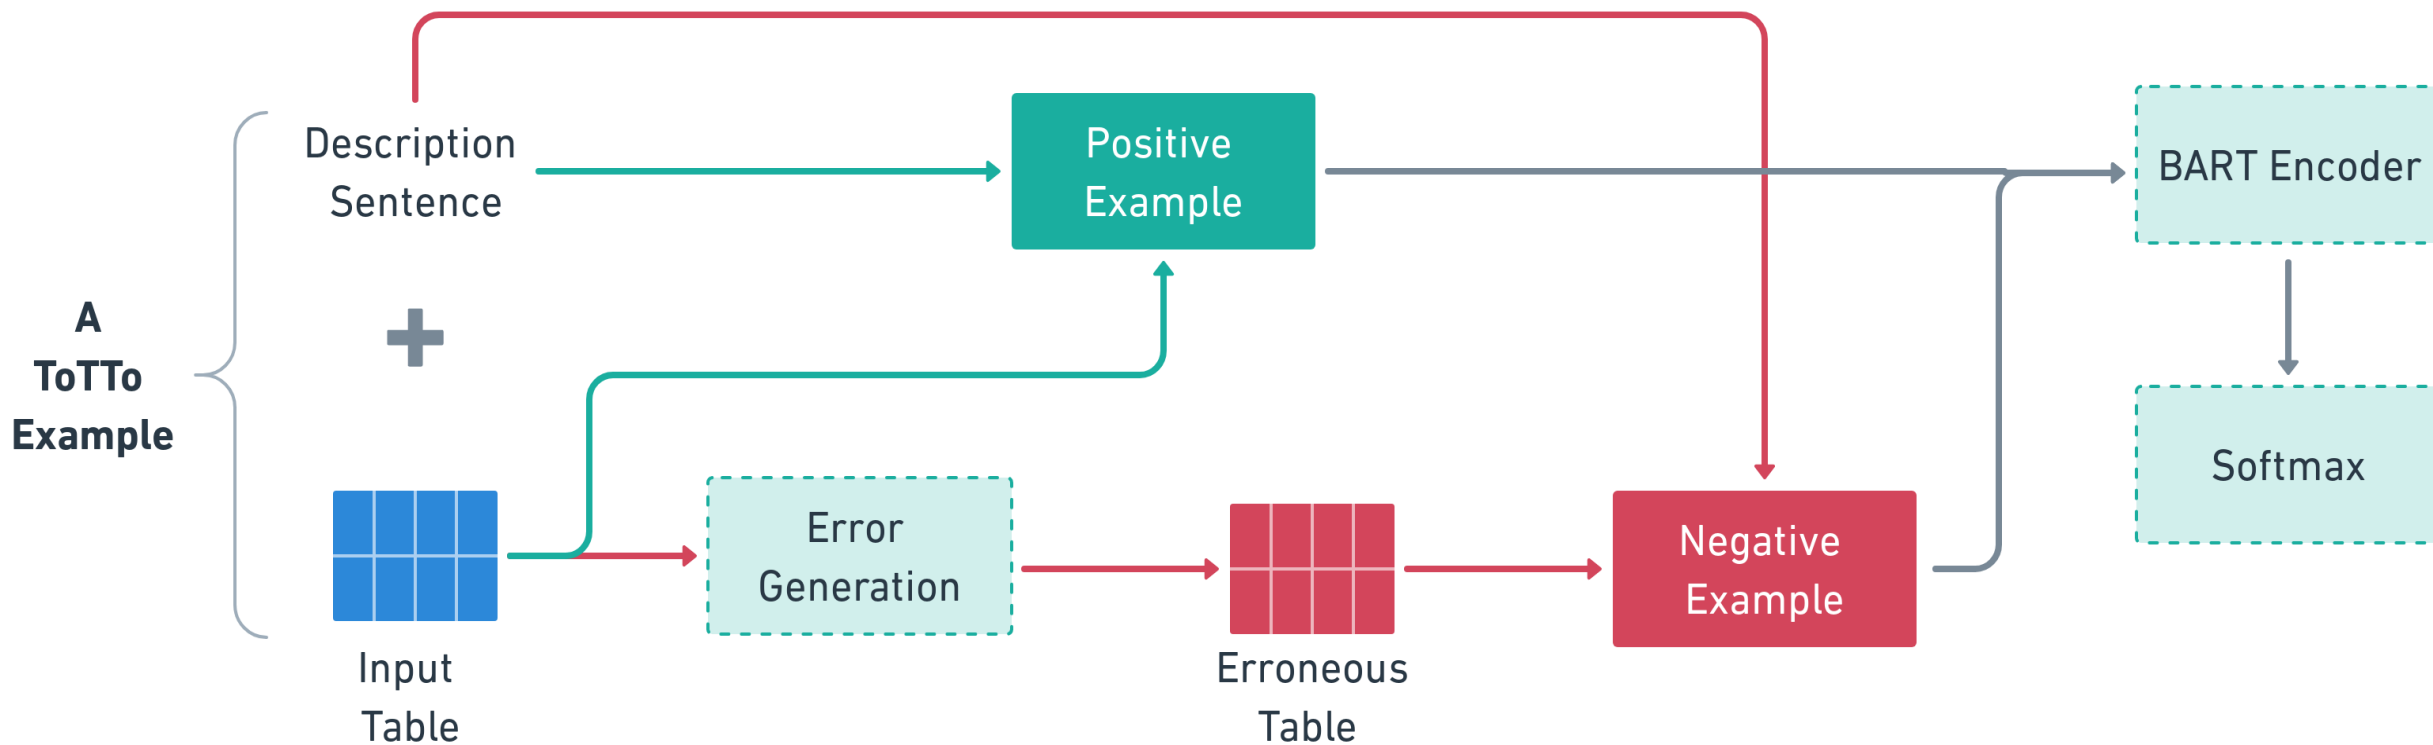 A
ToTTo
Example
Description
Sentence
Input
Table
Error
Generation
Erroneous
Table
Positive
Example
Negative
Example
BART Encoder
Softmax